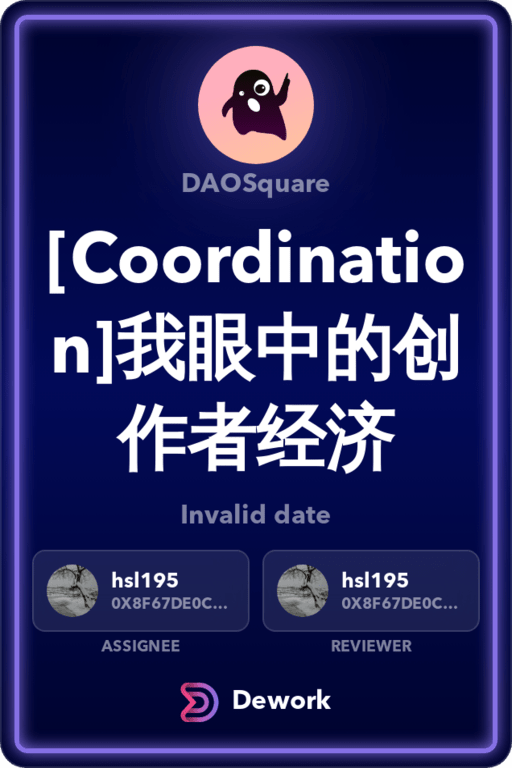 DAOSquare
[Coordinatio
n]我眼中的创
作者经济
Invalid date
hsl195
0X8F67DE0C...
ASSIGNEE
hsl195
0X8F67DE0C...
REVIEWER
Dework